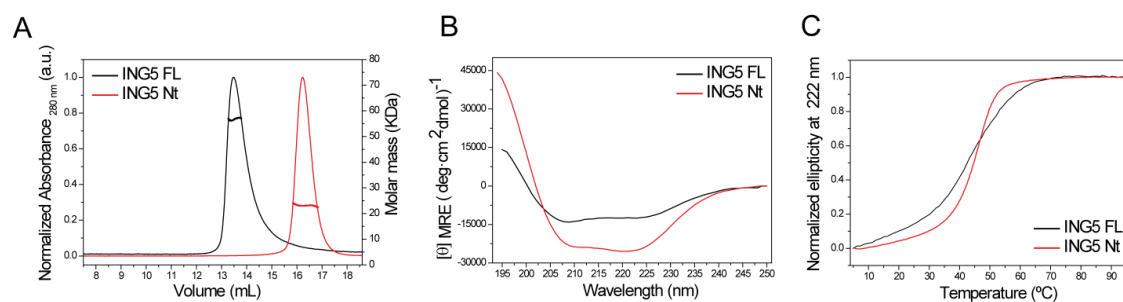 A
Normalized Absorbance 280 nm (a.u.)
1.0
0.8
0.6
0.4
0.2
0.0
ING5 FL
ING5 Nt
80
70
60
50
40
30
20
10
0
Molar mass (KDa)
8 9 10 11 12 13 14 15 16 17 18
Volume (mL)
B
[θ] MRE ( deg·cm 2 dmol)-1
45000
30000
15000
0
-15000
-30000
ING5 FL
ING5 Nt
195 200 205 210 215 220 225 230 235 240 245 250
Wavelength (nm)
C
Normalized ellipticity at 222 nm
1.0
0.8
0.6
0.4
0.2
0.0
ING5 FL
ING5 Nt
10 20 30 40 50 60 70 80 90
Temperature (ºC)